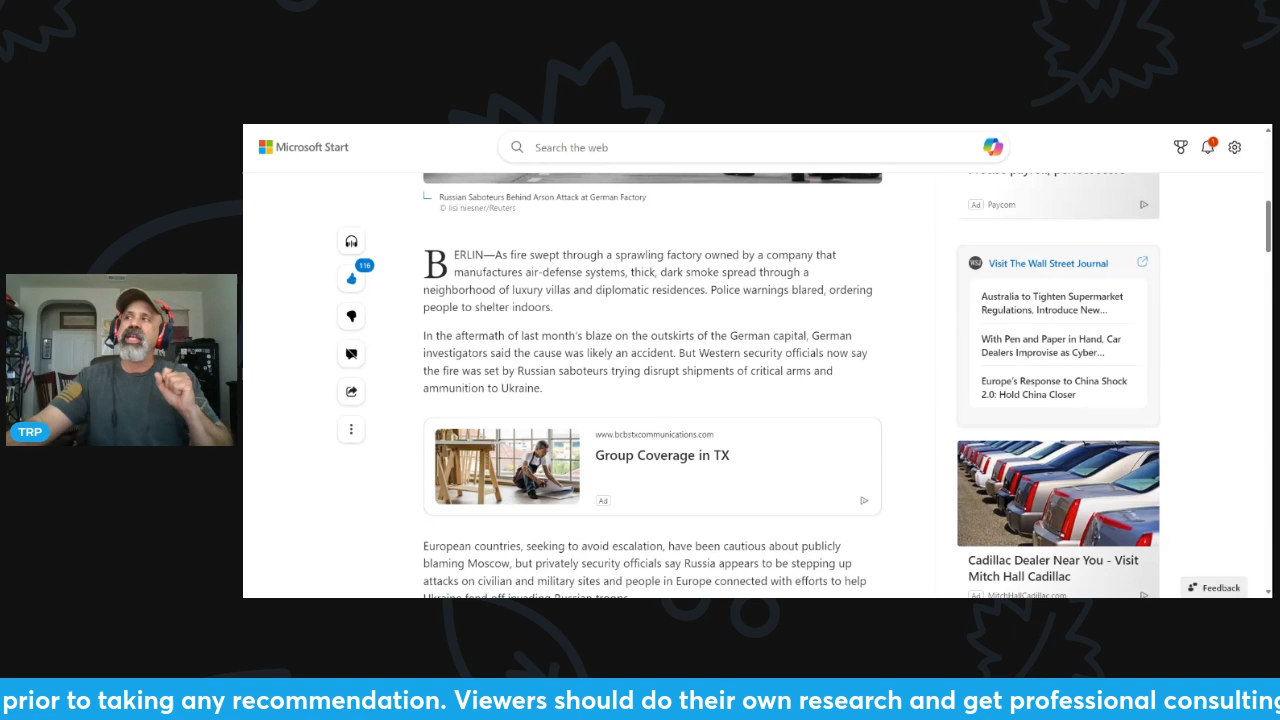 Microsoft Start
Search the web
Russian Saboteurs Behind Arson Attack at German Factory
© lisi niesner/Reuters
116
BERLIN—As fire swept through a sprawling factory owned by a company that
manufactures air-defense systems, thick, dark smoke spread through a
neighborhood of luxury villas and diplomatic residences. Police warnings blared, ordering
people to shelter indoors.
In the aftermath of last month's blaze on the outskirts of the German capital, German
investigators said the cause was likely an accident. But Western security officials now say
the fire was set by Russian saboteurs trying disrupt shipments of critical arms and
ammunition to Ukraine.
www.bcbstxcommunications.com
Group Coverage in TX
Ad
European countries, seeking to avoid escalation, have been cautious about publicly
blaming Moscow, but privately security officials say Russia appears to be stepping up
attacks on civilian and military sites and people in Europe connected with efforts to help
Ukraine fend off invading Russian troops.
Ad Paycom
WSJ Visit The Wall Street Journal
Australia to Tighten Supermarket
Regulations, Introduce New...
With Pen and Paper in Hand, Car
Dealers Improvise as Cyber...
Europe's Response to China Shock
2.0: Hold China Closer
Cadillac Dealer Near You - Visit
Mitch Hall Cadillac
Ad MitchHallCadillac.com
Feedback
TRP
prior to taking any recommendation. Viewers should do their own research and get professional consulting